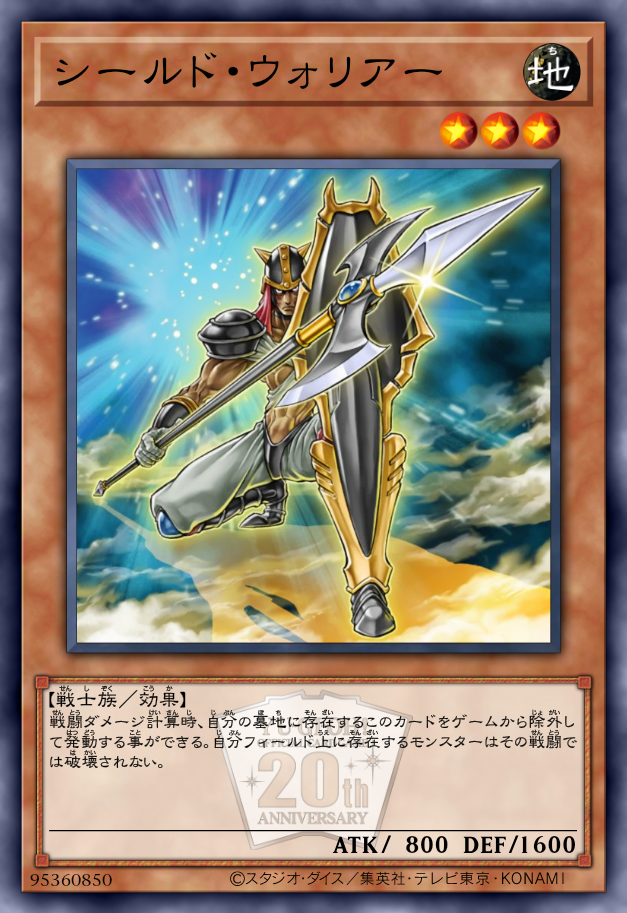 シールド・ウォリアー
地
【戦士族／効果】
戦闘ダメージ計算時、自分の墓地に存在するこのカードをゲームから除外し
て発動する事ができる。自分フィールド上に存在するモンスターはその戦闘で
は破壊されない。
20th
ANNIVERSARY
ATK/ 800 DEF/1600
95360850
©スタジオ・ダイス／集英社・テレビ東京・KONAMI